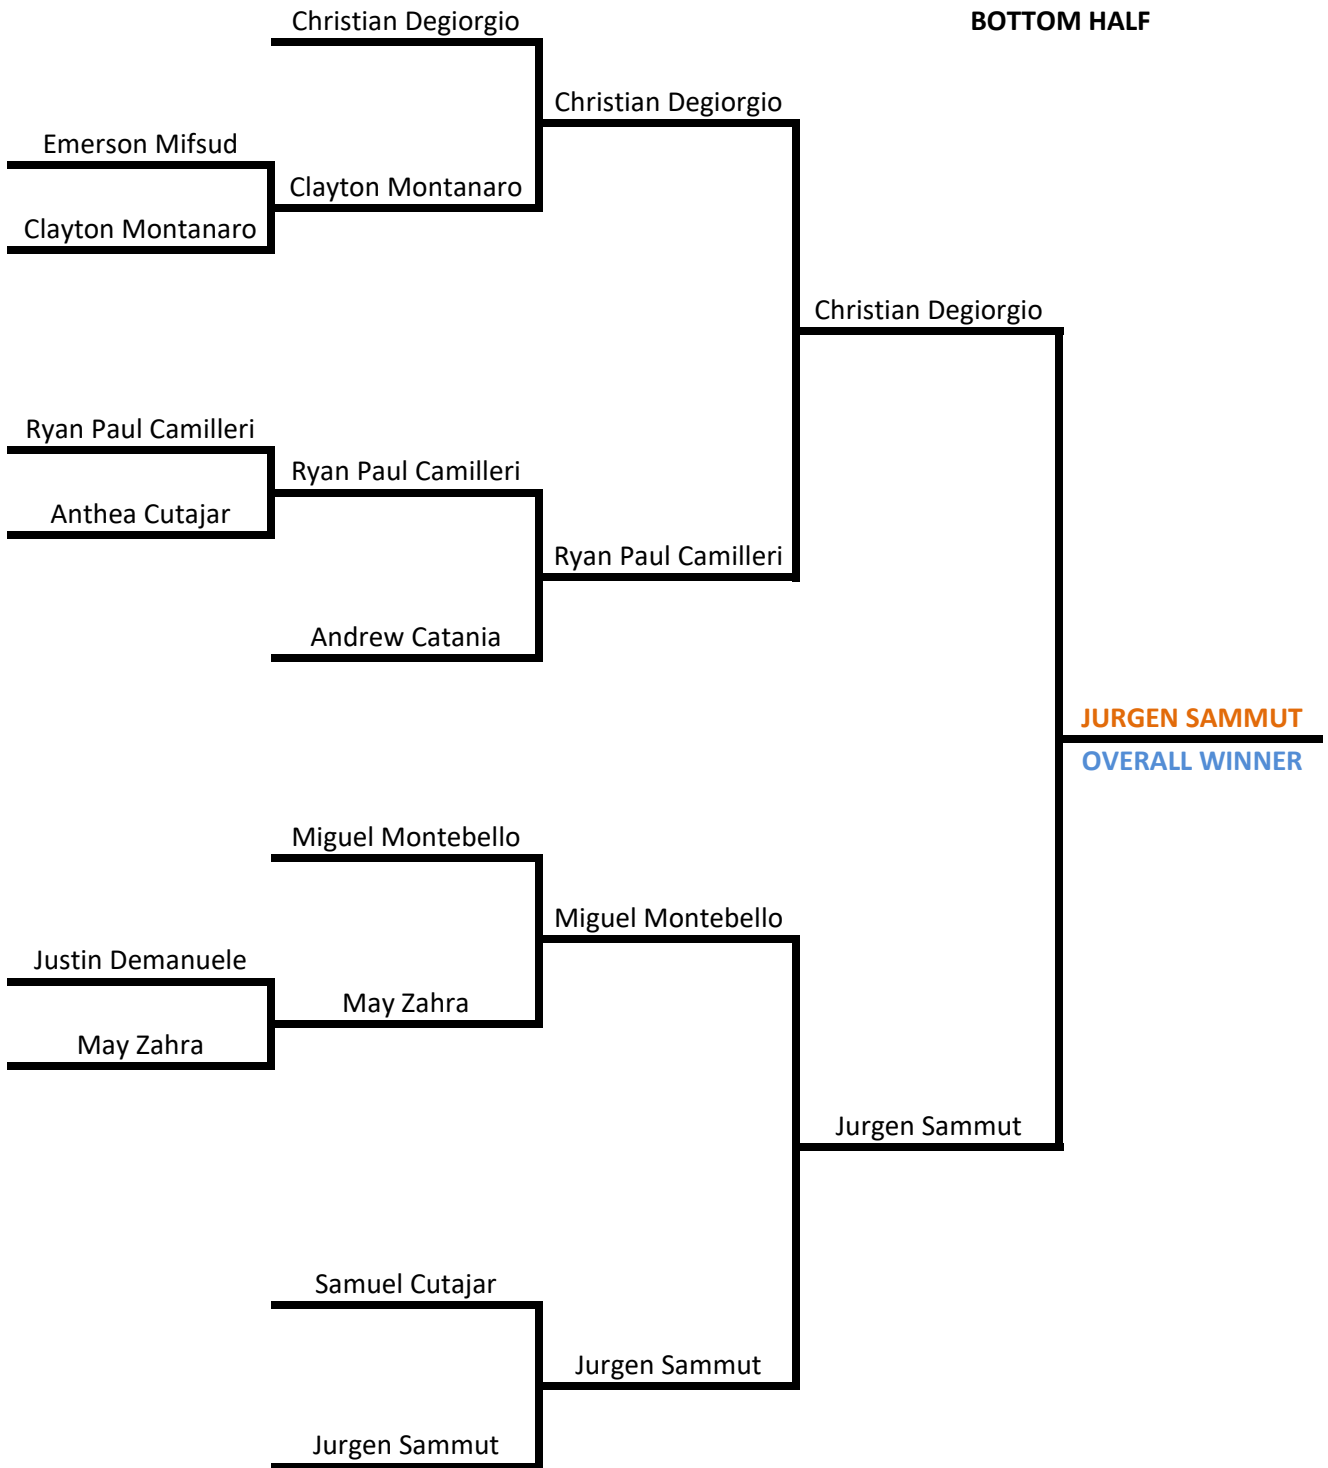 Christian Degiorgio
BOTTOM HALF
Christian Degiorgio
Emerson Mifsud
Clayton Montanaro
Clayton Montanaro
Christian Degiorgio
Ryan Paul Camilleri
Ryan Paul Camilleri
Anthea Cutajar
Ryan Paul Camilleri
Andrew Catania
JURGEN SAMMUT
OVERALL WINNER
Miguel Montebello
Miguel Montebello
Justin Demanuele
May Zahra
May Zahra
Jurgen Sammut
Samuel Cutajar
Jurgen Sammut
Jurgen Sammut